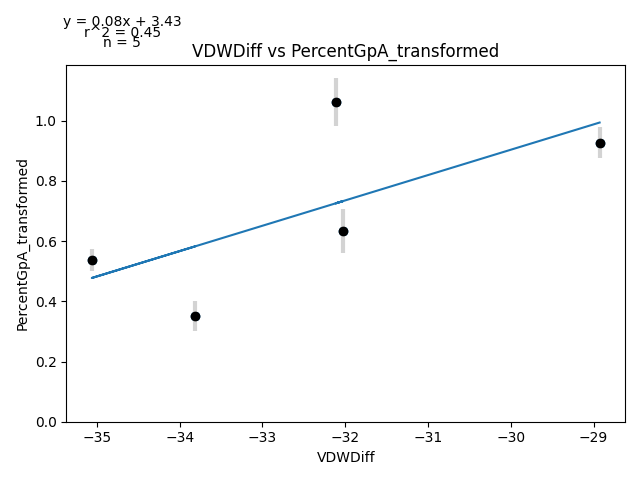 y = 0.08x + 3.43
r^2 = 0.45
n = 5
VDWDiff vs PercentGpA_transformed
PercentGpA_transformed
1.0
0.8
0.6
0.4
0.2
0.0
−35
−34
−33
−32
−31
−30
−29
VDWDiff